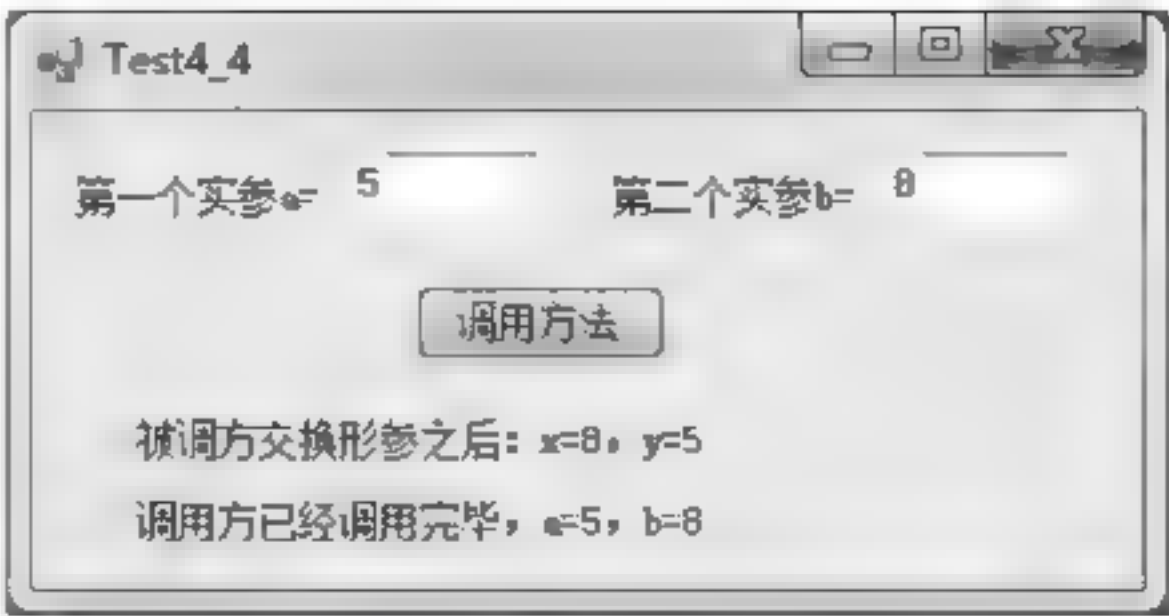 Test4_4
第一个实参a= 5 第二个实参b= 8
调用方法
被调方交换形参之后：x=8，y=5
调用方已经调用完毕，a=5，b=8